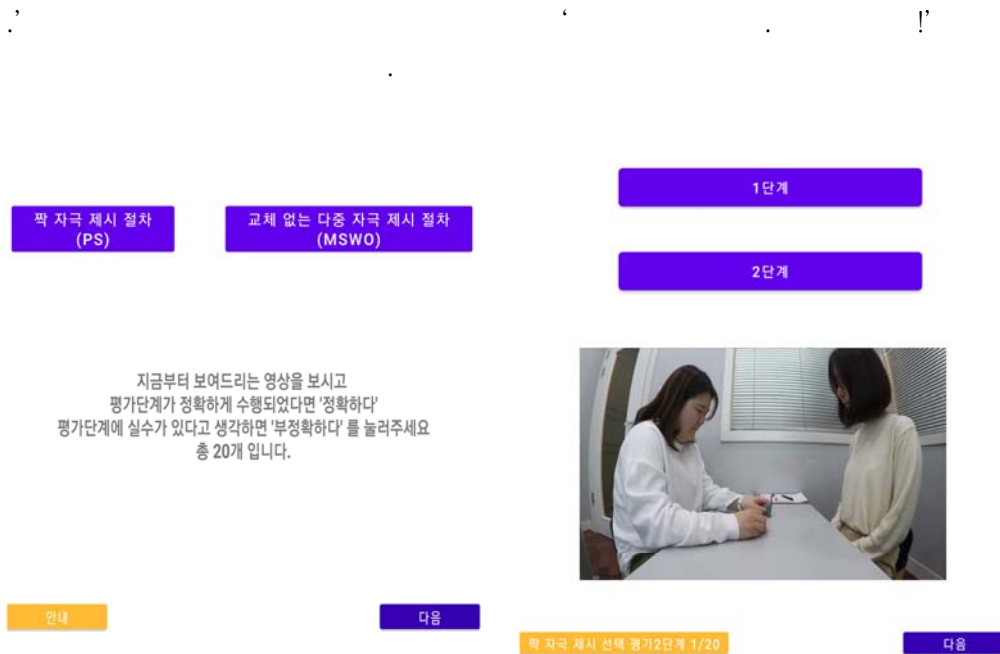 .’
.
짝 자극 제시 절차
(PS)
교체 없는 다중 자극 제시 절차
(MSWO)
지금부터 보여드리는 영상을 보시고
평가단계가 정확하게 수행되었다면 '정확하다'
평가단계에 실수가 있다고 생각하면 '부정확하다' 를 눌러주세요
총 20개 입니다.
안내
다음
‘ . !’
1단계
2단계
짝 자극 제시 선택 평가2단계 1/20
다음